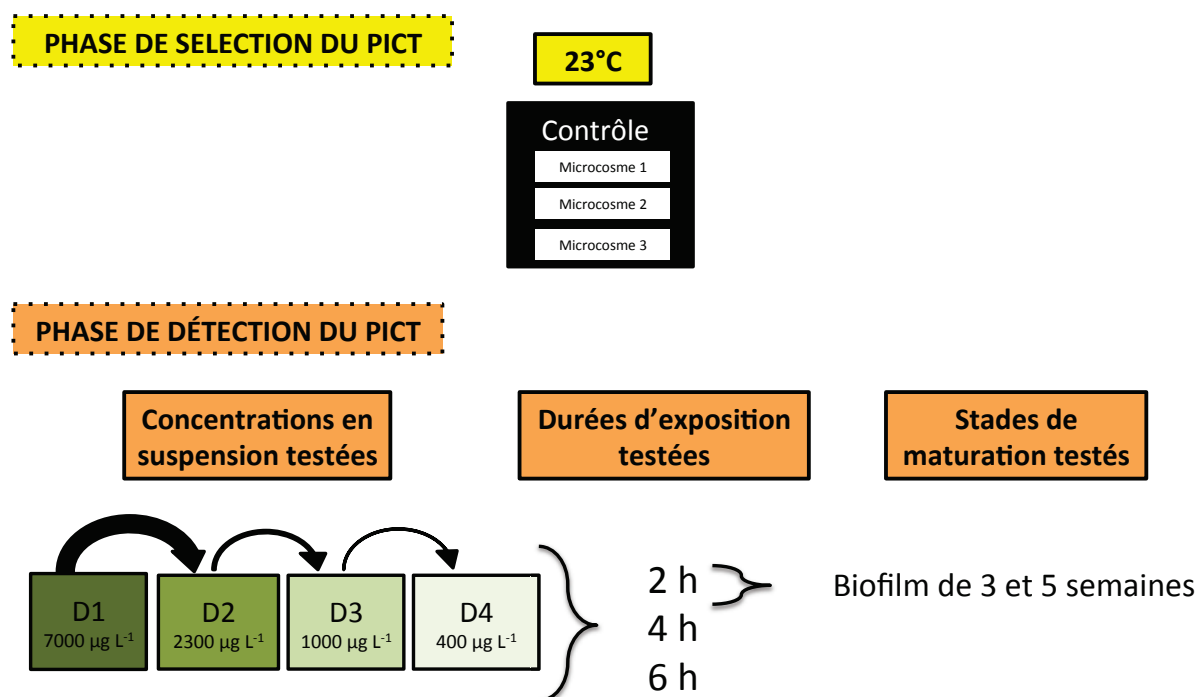 PHASE DE SELECTION DU PICT
23°C
Contrôle
Microcosme 1
Microcosme 2
Microcosme 3
PHASE DE DÉTECTION DU PICT
Concentrations en
suspension testées
Durées d'exposition
testées
Stades de
maturation testés
D1
7000 µg L⁻¹
D2
2300 µg L⁻¹
D3
1000 µg L⁻¹
D4
400 µg L⁻¹
2 h
4 h
6 h
Biofilm de 3 et 5 semaines